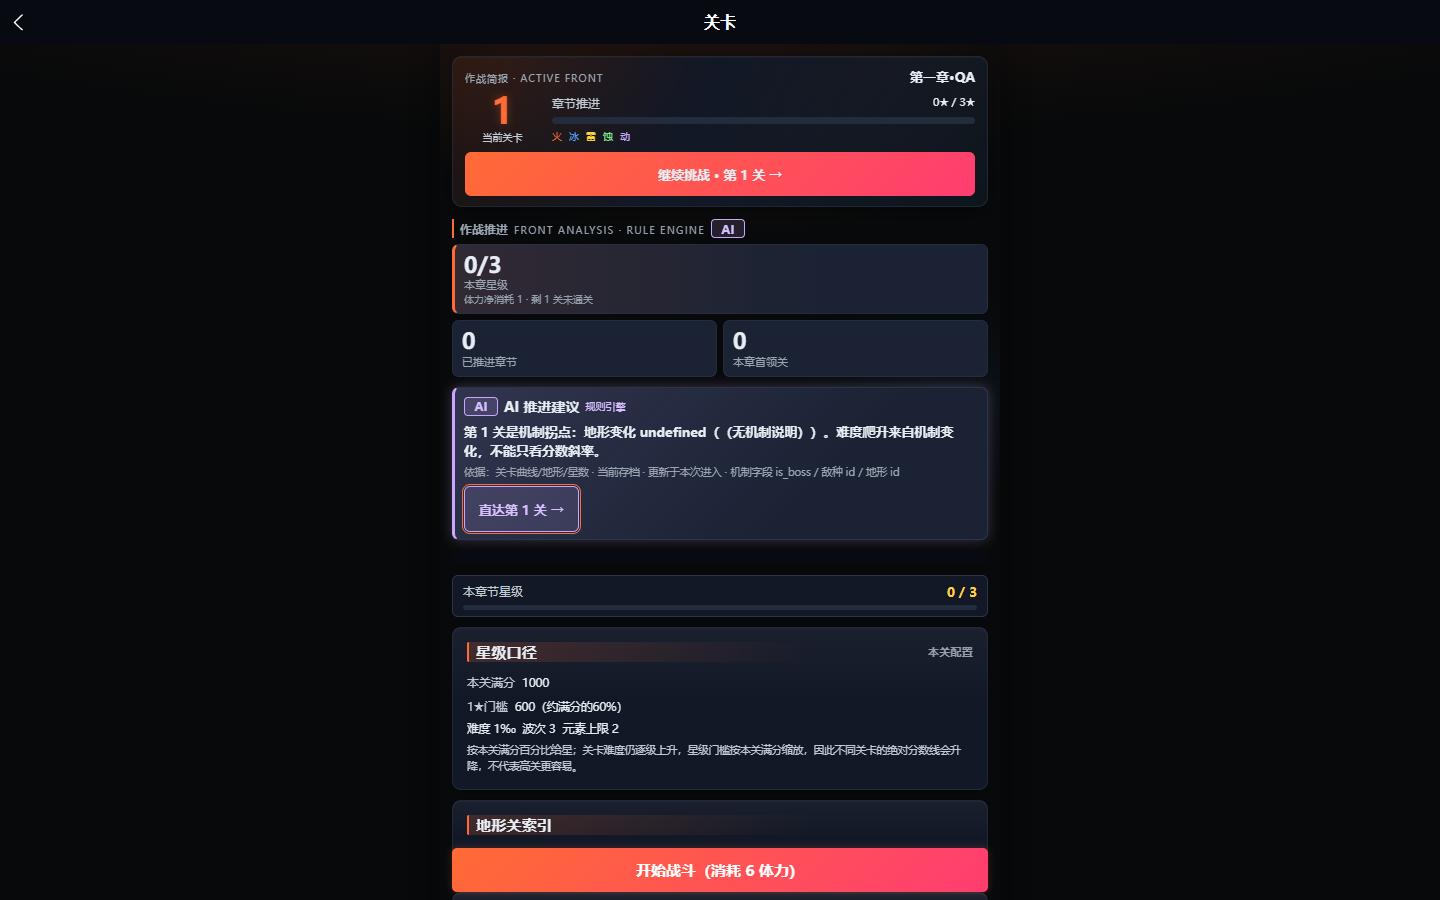 关卡
作战简报 · ACTIVE FRONT
第一章•QA
1
当前关卡
章节推进
0★ / 3★
火 冰 雷 蚀 动
继续挑战 • 第 1 关 →
作战推进 FRONT ANALYSIS · RULE ENGINE AI
0/3
本章星级
体力净消耗 1 · 剩 1 关未通关
0
已推进章节
0
本章首领关
AI AI 推进建议 规则引擎
第 1 关是机制拐点：地形变化 undefined（（无机制说明））。难度爬升来自机制变
化，不能只看分数斜率。
依据：关卡曲线/地形/星数 · 当前存档 · 更新于本次进入 · 机制字段 is_boss / 敌种 id / 地形 id
直达第 1 关 →
本章节星级
0 / 3
星级口径
本关配置
本关满分 1000
1★门槛 600（约满分的60%）
难度 1‰ 波次 3 元素上限 2
按本关满分百分比给星；关卡难度仍逐级上升，星级门槛按本关满分缩放，因此不同关卡的绝对分数线会升
降，不代表高关更容易。
地形关索引
开始战斗（消耗 6 体力）